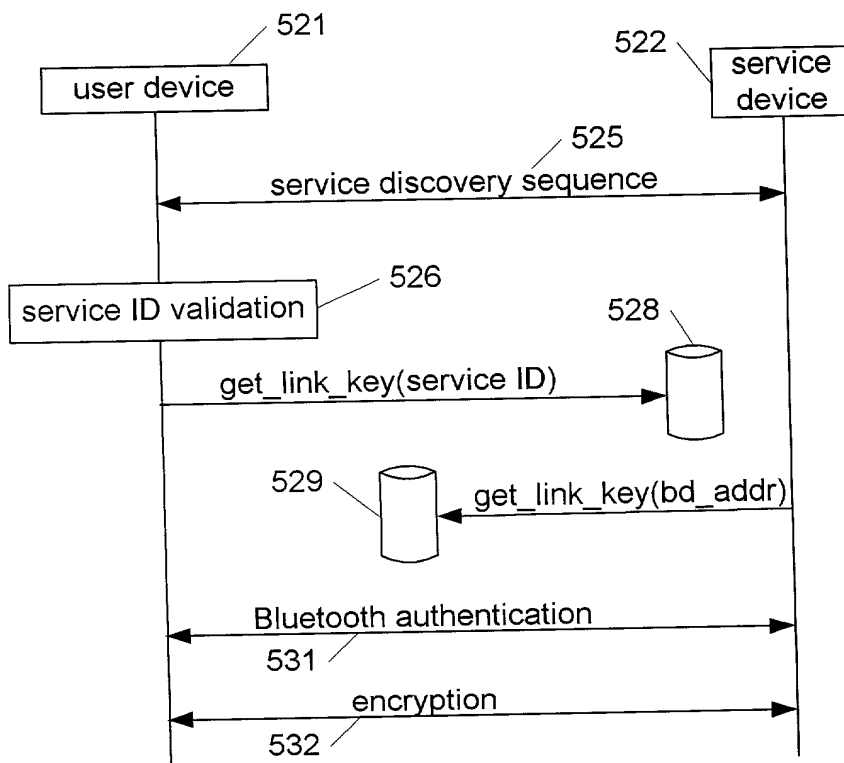 521
user device
522
service
device
525
service discovery sequence
526
service ID validation
528
get_link_key(service ID)
529
get_link_key(bd_addr)
Bluetooth authentication
531
encryption
532